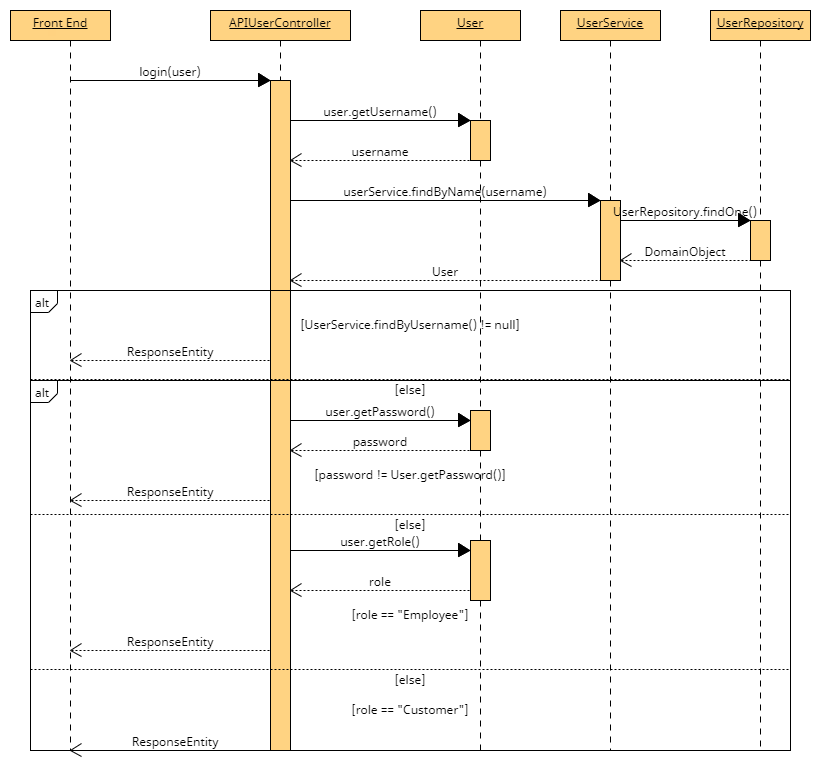 Front End
APIUserController
User
UserService
UserRepository
login(user)
user.getUsername()
username
userService.findByName(username)
UserRepository.findOne()
DomainObject
User
alt
[UserService.findByUsername() != null]
ResponseEntity
alt
[else]
user.getPassword()
password
[password != User.getPassword()]
ResponseEntity
[else]
user.getRole()
role
[role == "Employee"]
ResponseEntity
[else]
[role == "Customer"]
ResponseEntity